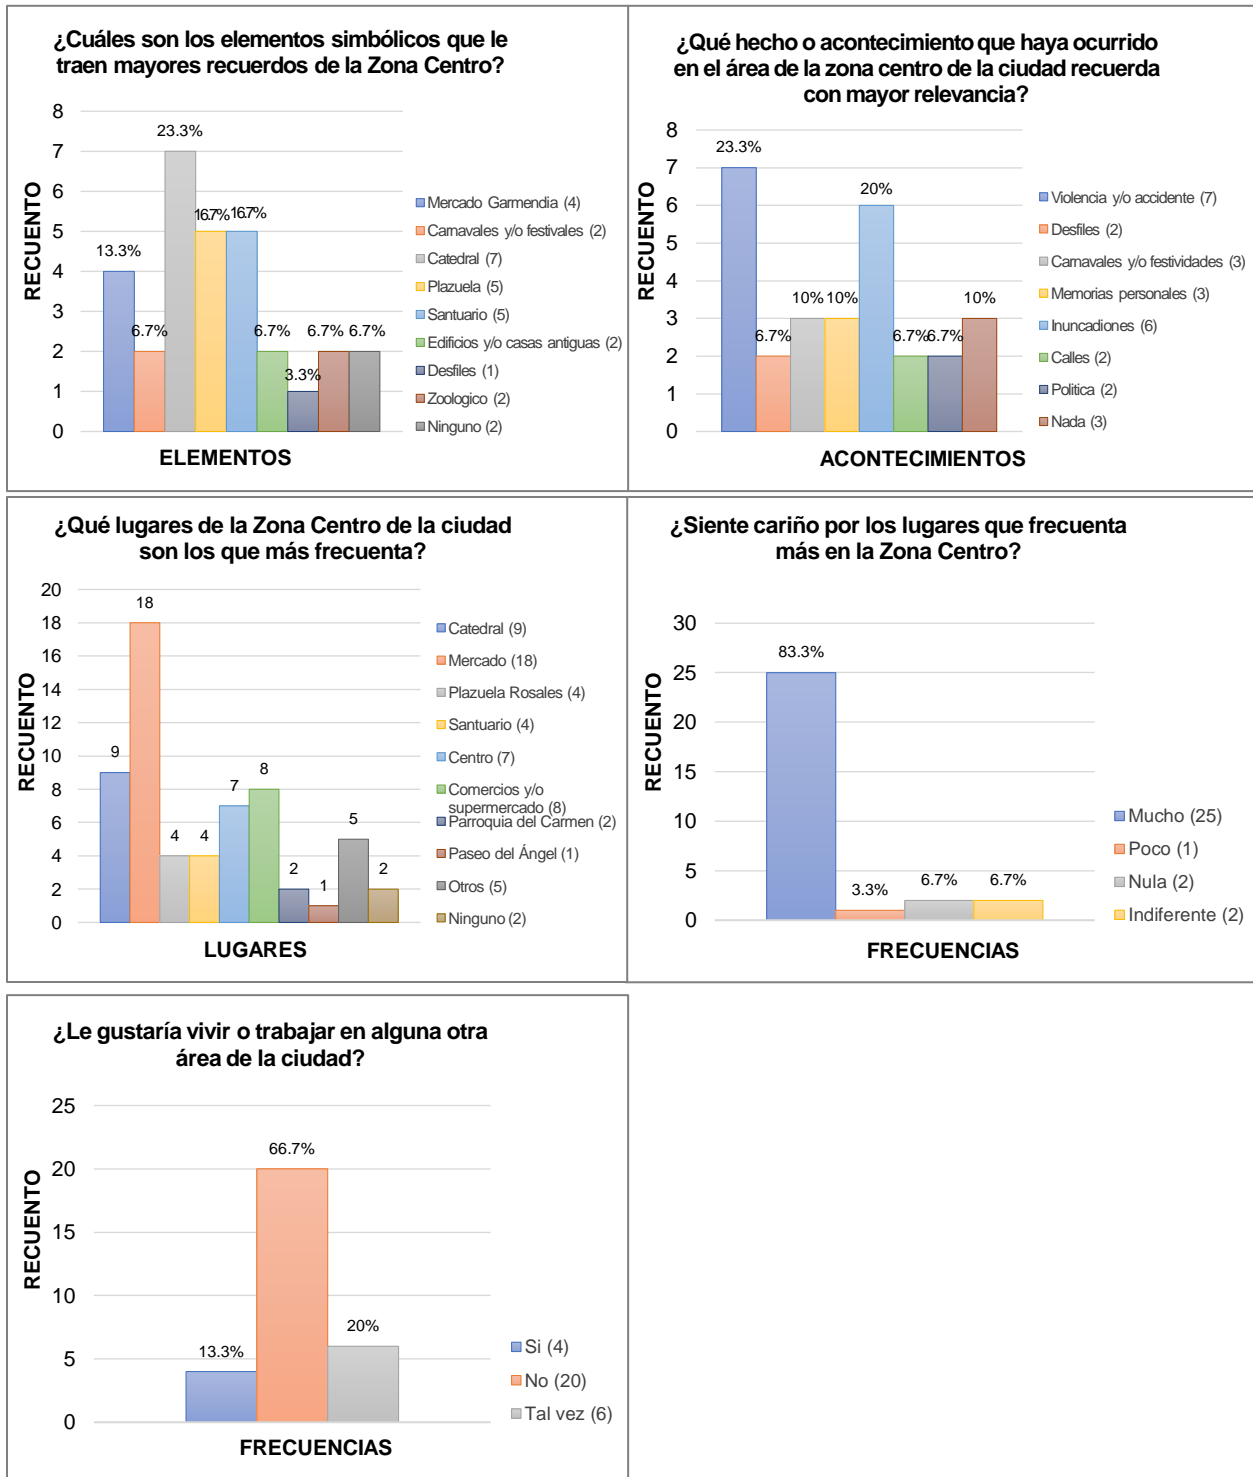 ¿Cuáles son los elementos simbólicos que le
traen mayores recuerdos de la Zona Centro?
RECUENTO
8
7
6
5
4
3
2
1
0
13.3%
6.7%
23.3%
16.7%
16.7%
6.7%
3.3%
6.7%
6.7%
ELEMENTOS
Mercado Garmendia (4)
Carnavales y/o festivales (2)
Catedral (7)
Plazuela (5)
Santuario (5)
Edificios y/o casas antiguas (2)
Desfiles (1)
Zoologico (2)
Ninguno (2)
¿Qué hecho o acontecimiento que haya ocurrido
en el área de la zona centro de la ciudad recuerda
con mayor relevancia?
RECUENTO
8
7
6
5
4
3
2
1
0
23.3%
6.7%
10%
10%
20%
6.7%
6.7%
10%
ACONTECIMIENTOS
Violencia y/o accidente (7)
Desfiles (2)
Carnavales y/o festividades (3)
Memorias personales (3)
Inuncadiones (6)
Calles (2)
Politica (2)
Nada (3)
¿Qué lugares de la Zona Centro de la ciudad
son los que más frecuenta?
RECUENTO
20
18
16
14
12
10
8
6
4
2
0
9
18
4
4
7
8
2
1
5
2
LUGARES
Catedral (9)
Mercado (18)
Plazuela Rosales (4)
Santuario (4)
Centro (7)
Comercios y/o
supermercado (8)
Parroquia del Carmen (2)
Paseo del Ángel (1)
Otros (5)
Ninguno (2)
¿Siente cariño por los lugares que frecuenta
más en la Zona Centro?
RECUENTO
30
25
20
15
10
5
0
83.3%
3.3%
6.7%
6.7%
FRECUENCIAS
Mucho (25)
Poco (1)
Nula (2)
Indiferente (2)
¿Le gustaría vivir o trabajar en alguna otra
área de la ciudad?
RECUENTO
25
20
15
10
5
0
13.3%
66.7%
20%
FRECUENCIAS
Si (4)
No (20)
Tal vez (6)